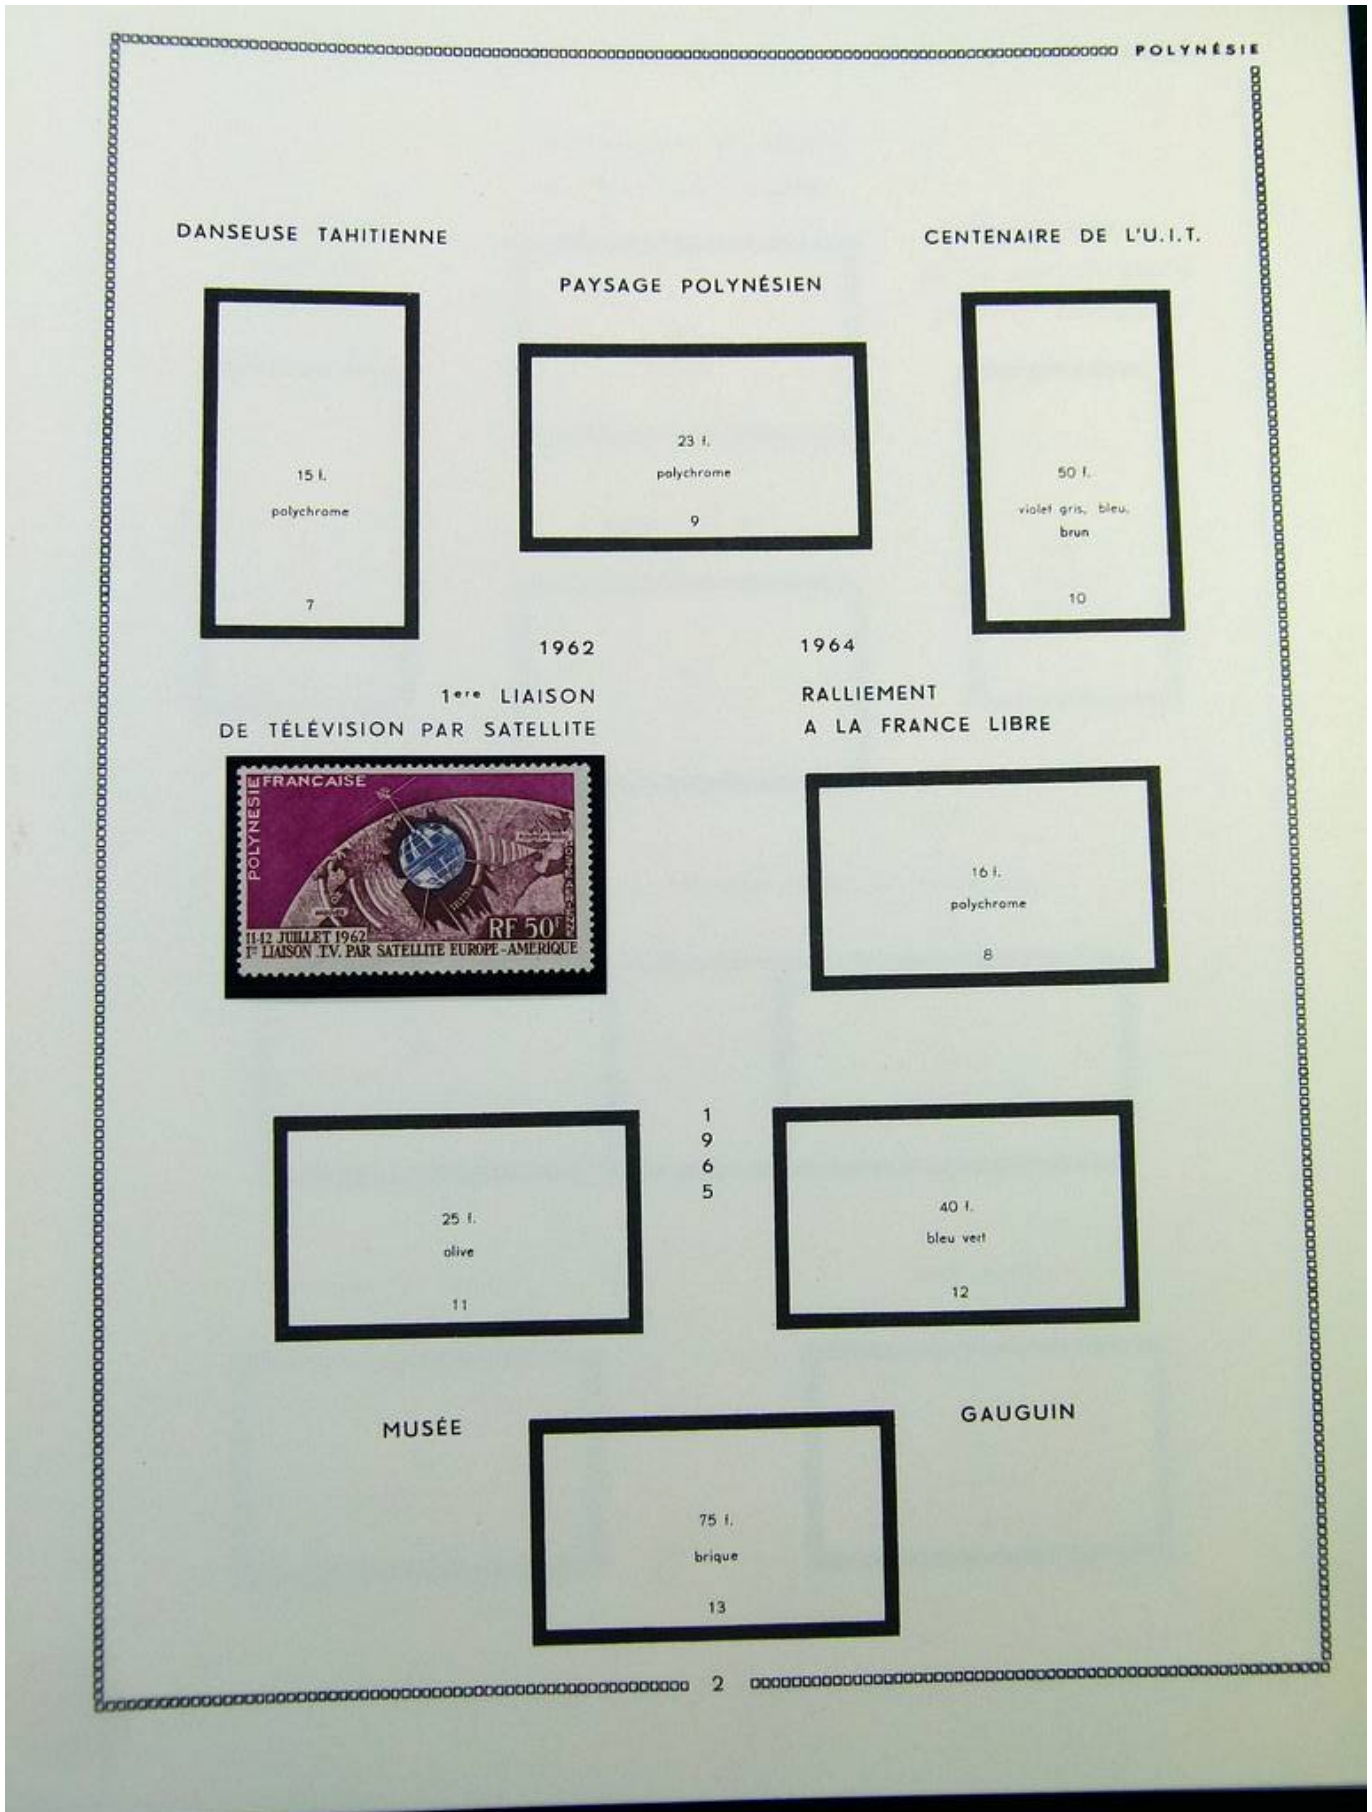 POLYNÉSIE
DANSEUSE TAHITIENNE
15 f.
polychrome
7
PAYSAGE POLYNÉSIEN
23 f.
polychrome
9
CENTENAIRE DE L'U.I.T.
50 f.
violet gris, bleu,
brun
10
1962
1ere LIAISON
DE TÉLÉVISION PAR SATELLITE
POLYNESIE FRANÇAISE
RF 50F
11-12 JUILLET 1962
1re LIAISON T.V. PAR SATELLITE EUROPE-AMERIQUE
1964
RALLIEMENT
A LA FRANCE LIBRE
16 f.
polychrome
8
25 f.
olive
11
1
9
6
5
40 f.
bleu vert
12
MUSÉE
GAUGUIN
75 f.
brique
13
2